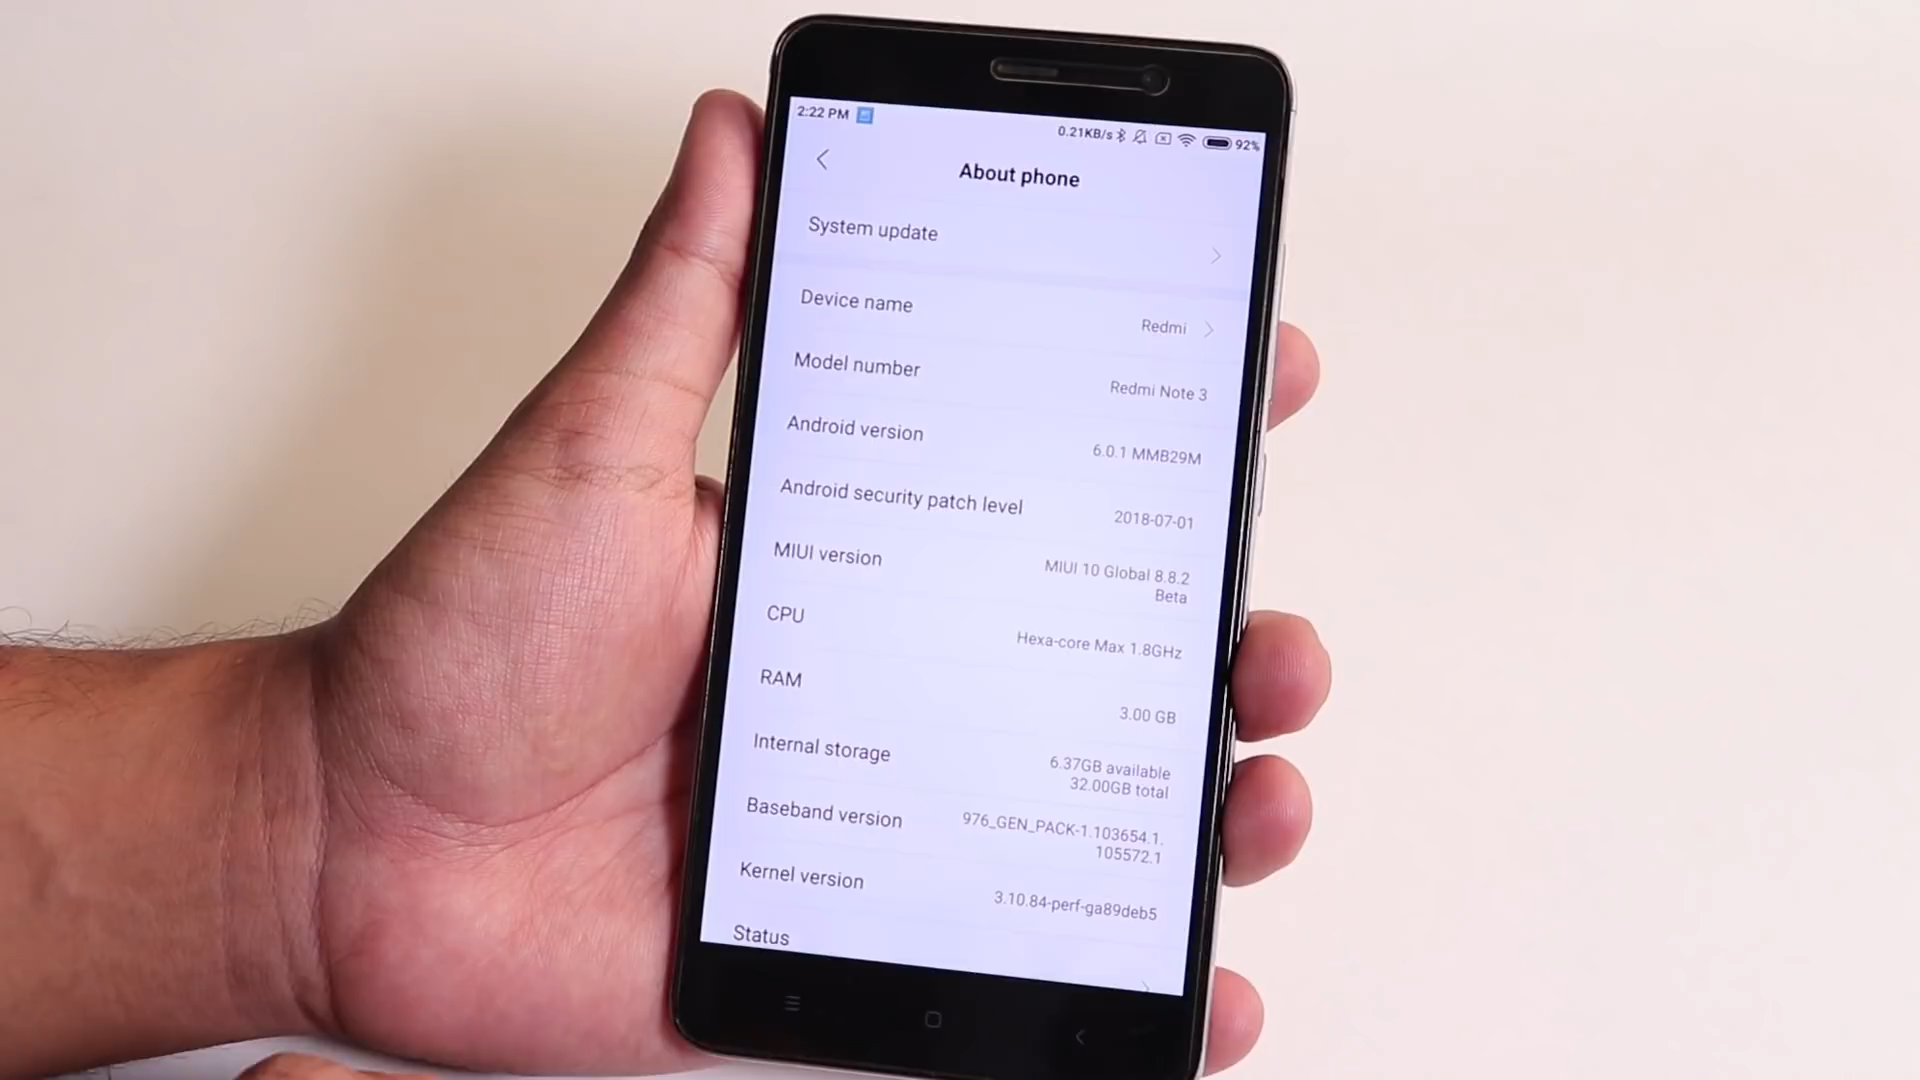 2:22 PM
0.21KB/s 92%
About phone
System update
Device name
Redmi
Model number
Redmi Note 3
Android version
6.0.1 MMB29M
Android security patch level
2018-07-01
MIUI version
MIUI 10 Global 8.8.2
Beta
CPU
Hexa-core Max 1.8GHz
RAM
3.00 GB
Internal storage
6.37GB available
32.00GB total
Baseband version
976_GEN_PACK-1.103654.1.
105572.1
Kernel version
3.10.84-perf-ga89deb5
Status